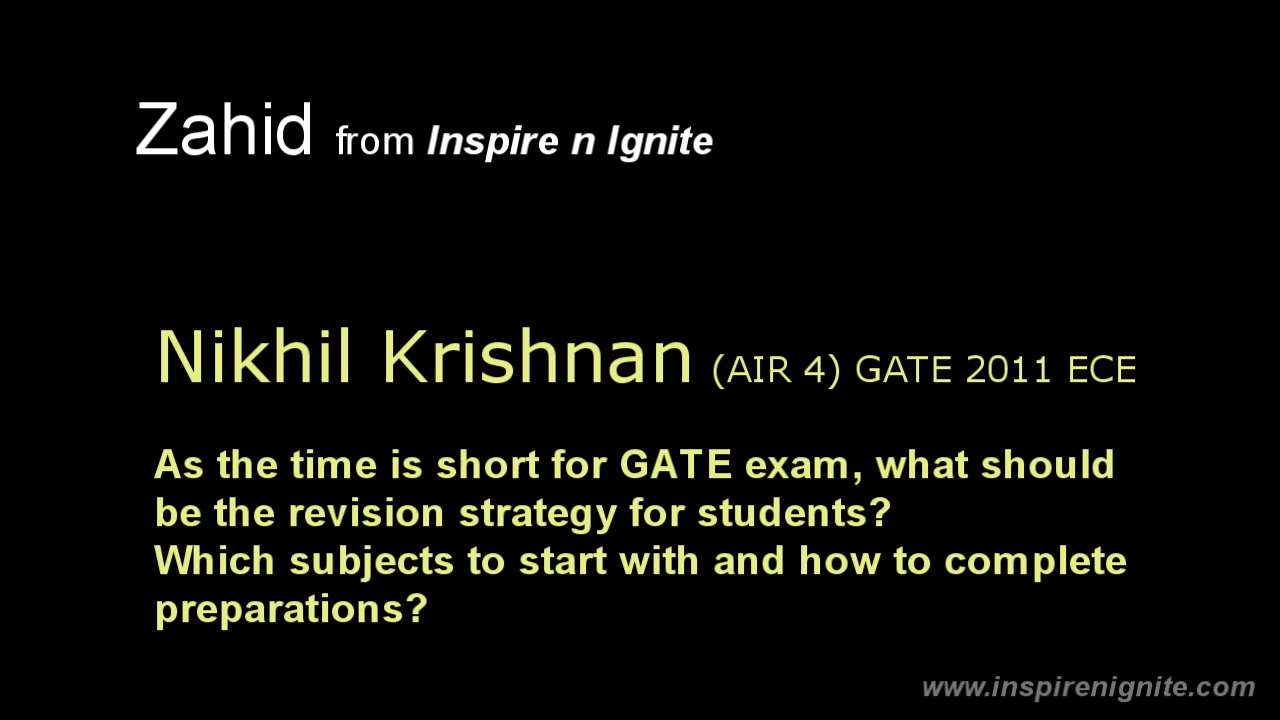 Zahid from Inspire n Ignite
Nikhil Krishnan (AIR 4) GATE 2011 ECE
As the time is short for GATE exam, what should
be the revision strategy for students?
Which subjects to start with and how to complete
preparations?
www.inspirenignite.com